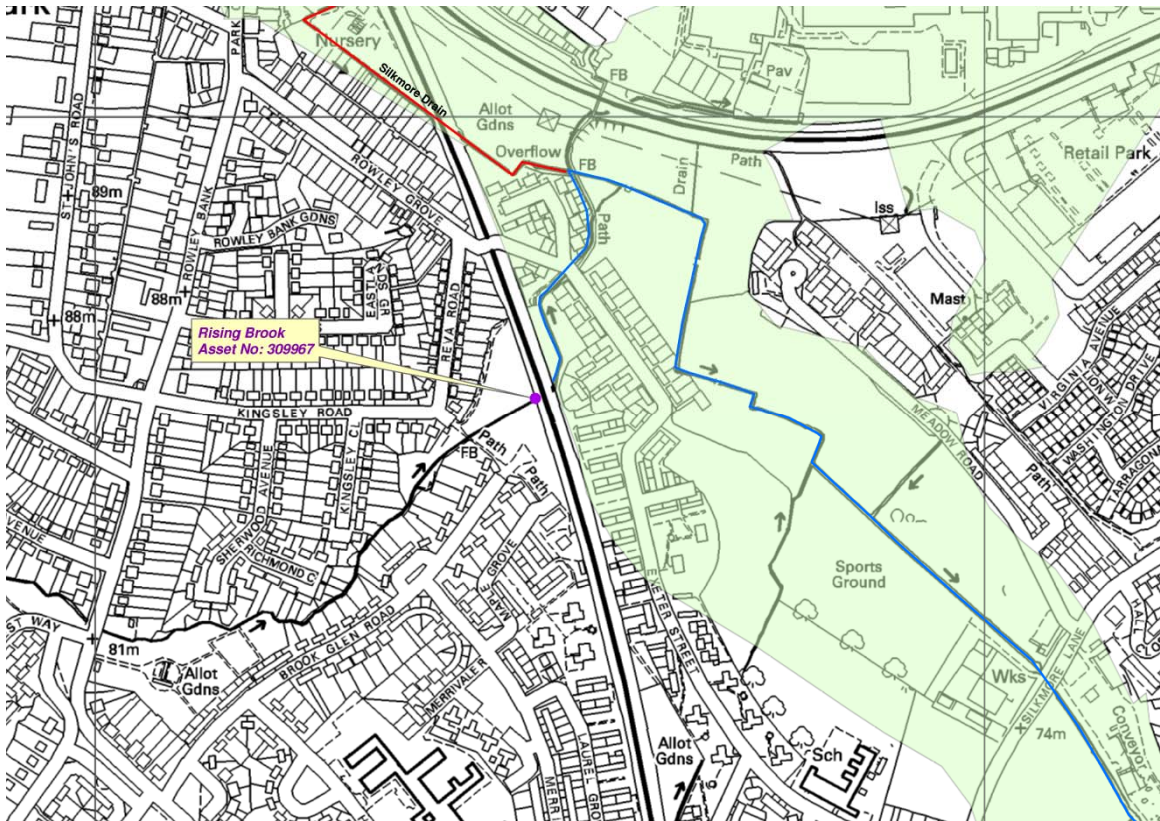 Nursery
PARK
Silkmore Drain
FB
Pav
Allot
Gdns
ST JOHN'S ROAD
ROWLEY GROVE
Overflow
FB
Drain
Path
Retail Park
89m
ROWLEY BANK
ROWLEY BANK GDNS
Path
Iss
88m
88m
REVA ROAD
Mast
Rising Brook
Asset No: 309967
VIRGINIA AVENUE
WASHINGTON DRIVE
KINGSLEY ROAD
MEADOW ROAD
Path
FB
Path
Path
SHERWOOD AVENUE
KINGSLEY CL
RICHMOND C
Sports
Ground
BROOK GLEN ROAD
EXETER STREET
81m
Allot
Gdns
MERRIVALE R
Wks
SILKMORE LANE
74m
Conveyor
LAUREL GRO
MERRI
Allot
Gdns
Sch